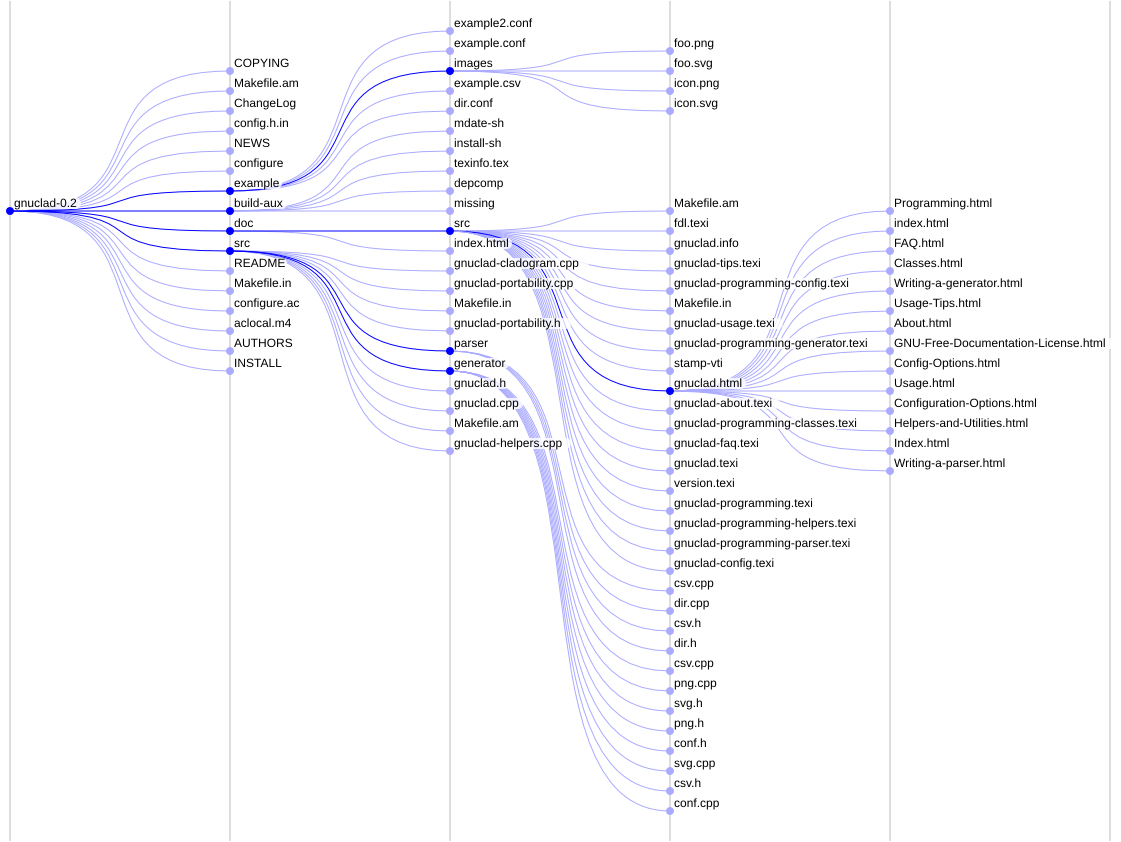 gnuclad-0.2
COPYING
Makefile.am
ChangeLog
config.h.in
NEWS
configure
example
build-aux
doc
src
README
Makefile.in
configure.ac
aclocal.m4
AUTHORS
INSTALL
example2.conf
example.conf
images
example.csv
dir.conf
mdate-sh
install-sh
texinfo.tex
depcomp
missing
src
index.html
gnuclad-cladogram.cpp
gnuclad-portability.cpp
Makefile.in
gnuclad-portability.h
parser
generator
gnuclad.h
gnuclad.cpp
Makefile.am
gnuclad-helpers.cpp
foo.png
foo.svg
icon.png
icon.svg
Makefile.am
fdl.texi
gnuclad.info
gnuclad-tips.texi
gnuclad-programming-config.texi
Makefile.in
gnuclad-usage.texi
gnuclad-programming-generator.texi
stamp-vti
gnuclad.html
gnuclad-about.texi
gnuclad-programming-classes.texi
gnuclad-faq.texi
gnuclad.texi
version.texi
gnuclad-programming.texi
gnuclad-programming-helpers.texi
gnuclad-programming-parser.texi
gnuclad-config.texi
csv.cpp
dir.cpp
csv.h
dir.h
csv.cpp
png.cpp
svg.h
png.h
conf.h
svg.cpp
csv.h
conf.cpp
Programming.html
index.html
FAQ.html
Classes.html
Writing-a-generator.html
Usage-Tips.html
About.html
GNU-Free-Documentation-License.html
Config-Options.html
Usage.html
Configuration-Options.html
Helpers-and-Utilities.html
Index.html
Writing-a-parser.html